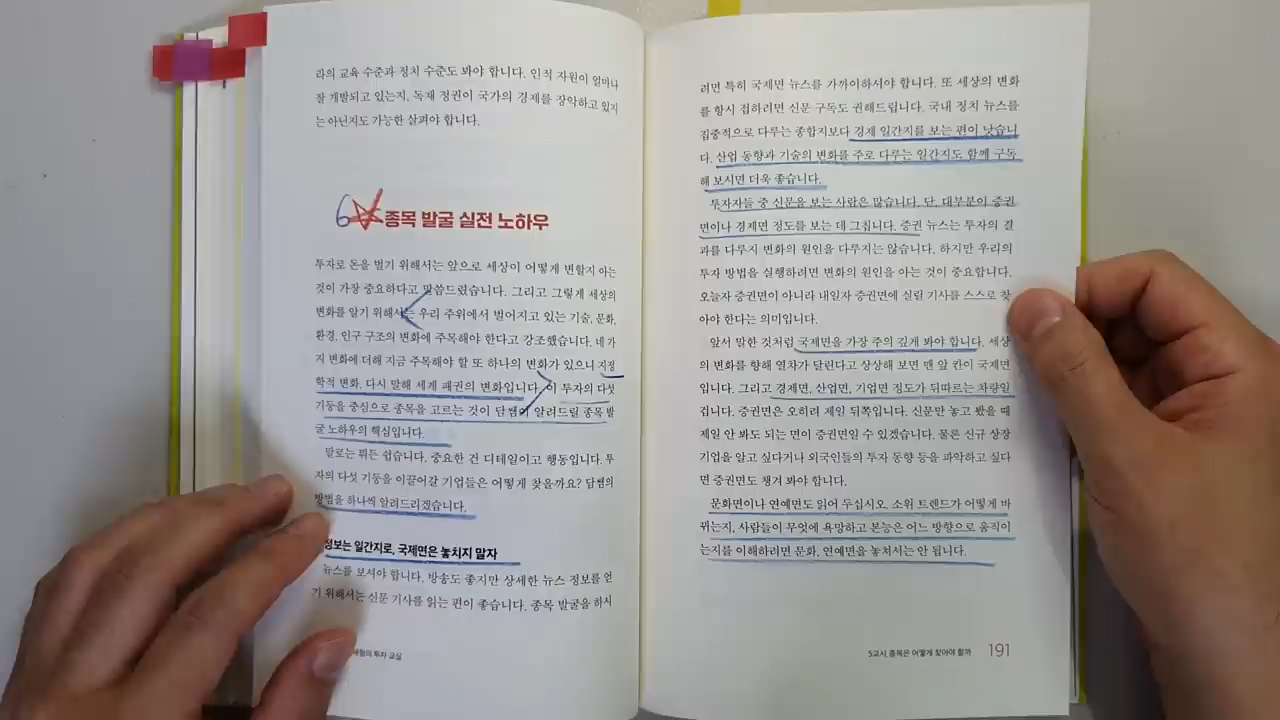 라의 교육 수준과 정치 수준도 봐야 합니다. 인적 자원이 얼마나
잘 개발되고 있는지, 독재 정권이 국가의 경제를 장악하고 있지
는 아닌지도 가능한 살펴야 합니다.
6
종목 발굴 실전 노하우
투자로 돈을 벌기 위해서는 앞으로 세상이 어떻게 변할지 아는
것이 가장 중요하다고 말씀드렸습니다. 그리고 그렇게 세상의
변화를 알기 위해서는 우리 주위에서 벌어지고 있는 기술, 문화,
환경, 인구 구조의 변화에 주목해야 한다고 강조했습니다. 네 가
지 변화에 더해 지금 주목해야 할 또 하나의 변화가 있으니 지정
학적 변화, 다시 말해 세계 패권의 변화입니다. 이 투자의 다섯
기둥을 중심으로 종목을 고르는 것이 담쌤이 알려드릴 종목 발
굴 노하우의 핵심입니다.
말로는 뭐든 쉽습니다. 중요한 건 디테일이고 행동입니다. 투
자의 다섯 기둥을 이끌어갈 기업들은 어떻게 찾을까요? 담쌤의
방법을 하나씩 알려드리겠습니다.
정보는 일간지로, 국제면은 놓치지 말자
뉴스를 보셔야 합니다. 방송도 좋지만 상세한 뉴스 정보를 얻
기 위해서는 신문 기사를 읽는 편이 좋습니다. 종목 발굴을 하시
투자 교실
려면 특히 국제면 뉴스를 가까이하셔야 합니다. 또 세상의 변화
를 항시 접하려면 신문 구독도 권해드립니다. 국내 정치 뉴스를
집중적으로 다루는 종합지보다 경제 일간지를 보는 편이 낫습니
다. 산업 동향과 기술의 변화를 주로 다루는 일간지도 함께 구독
해 보시면 더욱 좋습니다.
투자자들 중 신문을 보는 사람은 많습니다. 단, 대부분이 증권
면이나 경제면 정도를 보는 데 그칩니다. 증권 뉴스는 투자의 결
과를 다루지 변화의 원인을 다루지는 않습니다. 하지만 우리의
투자 방법을 실행하려면 변화의 원인을 아는 것이 중요합니다.
오늘자 증권면이 아니라 내일자 증권면에 실릴 기사를 스스로 찾
아야 한다는 의미입니다.
앞서 말한 것처럼 국제면을 가장 주의 깊게 봐야 합니다. 세상
의 변화를 향해 열차가 달린다고 상상해 보면 맨 앞 칸이 국제면
입니다. 그리고 경제면, 산업면, 기업면 정도가 뒤따르는 차량일
겁니다. 증권면은 오히려 제일 뒤쪽입니다. 신문만 놓고 봤을 때
제일 안 봐도 되는 면이 증권면일 수 있겠습니다. 물론 신규 상장
기업을 알고 싶다거나 외국인들의 투자 동향 등을 파악하고 싶다
면 증권면도 챙겨 봐야 합니다.
문화면이나 연예면도 읽어 두십시오. 소위 트렌드가 어떻게 바
뀌는지, 사람들이 무엇에 욕망하고 본능은 어느 방향으로 움직이
는지를 이해하려면 문화, 연예면을 놓쳐서는 안 됩니다.
5교시, 종목은 어떻게 찾아야 할까 191